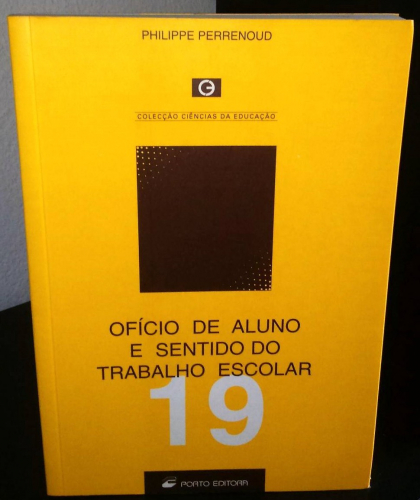 PHILIPPE PERRENOUD
COLECÇÃO CIÊNCIAS DA EDUCAÇÃO
OFÍCIO DE ALUNO
E SENTIDO DO
TRABALHO ESCOLAR
19
PORTO EDITORA